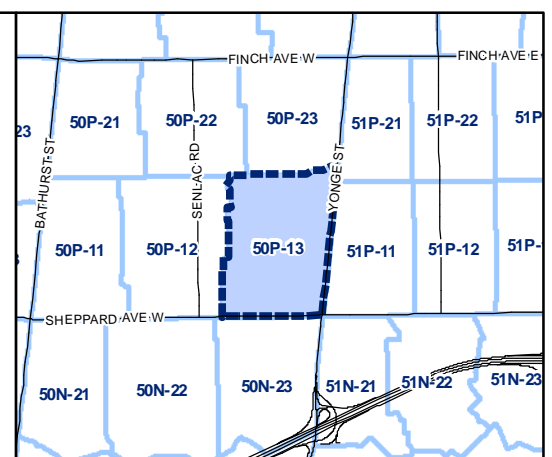 FINCH AVE W
FINCH AVE E
23
50P-21
50P-22
50P-23
51P-21
51P-22
51P
BATHURST ST
SENLAC RD
YONGE ST
50P-11
50P-12
50P-13
51P-11
51P-12
51P-
SHEPPARD AVE W
50N-21
50N-22
50N-23
51N-21
51N-22
51N-23